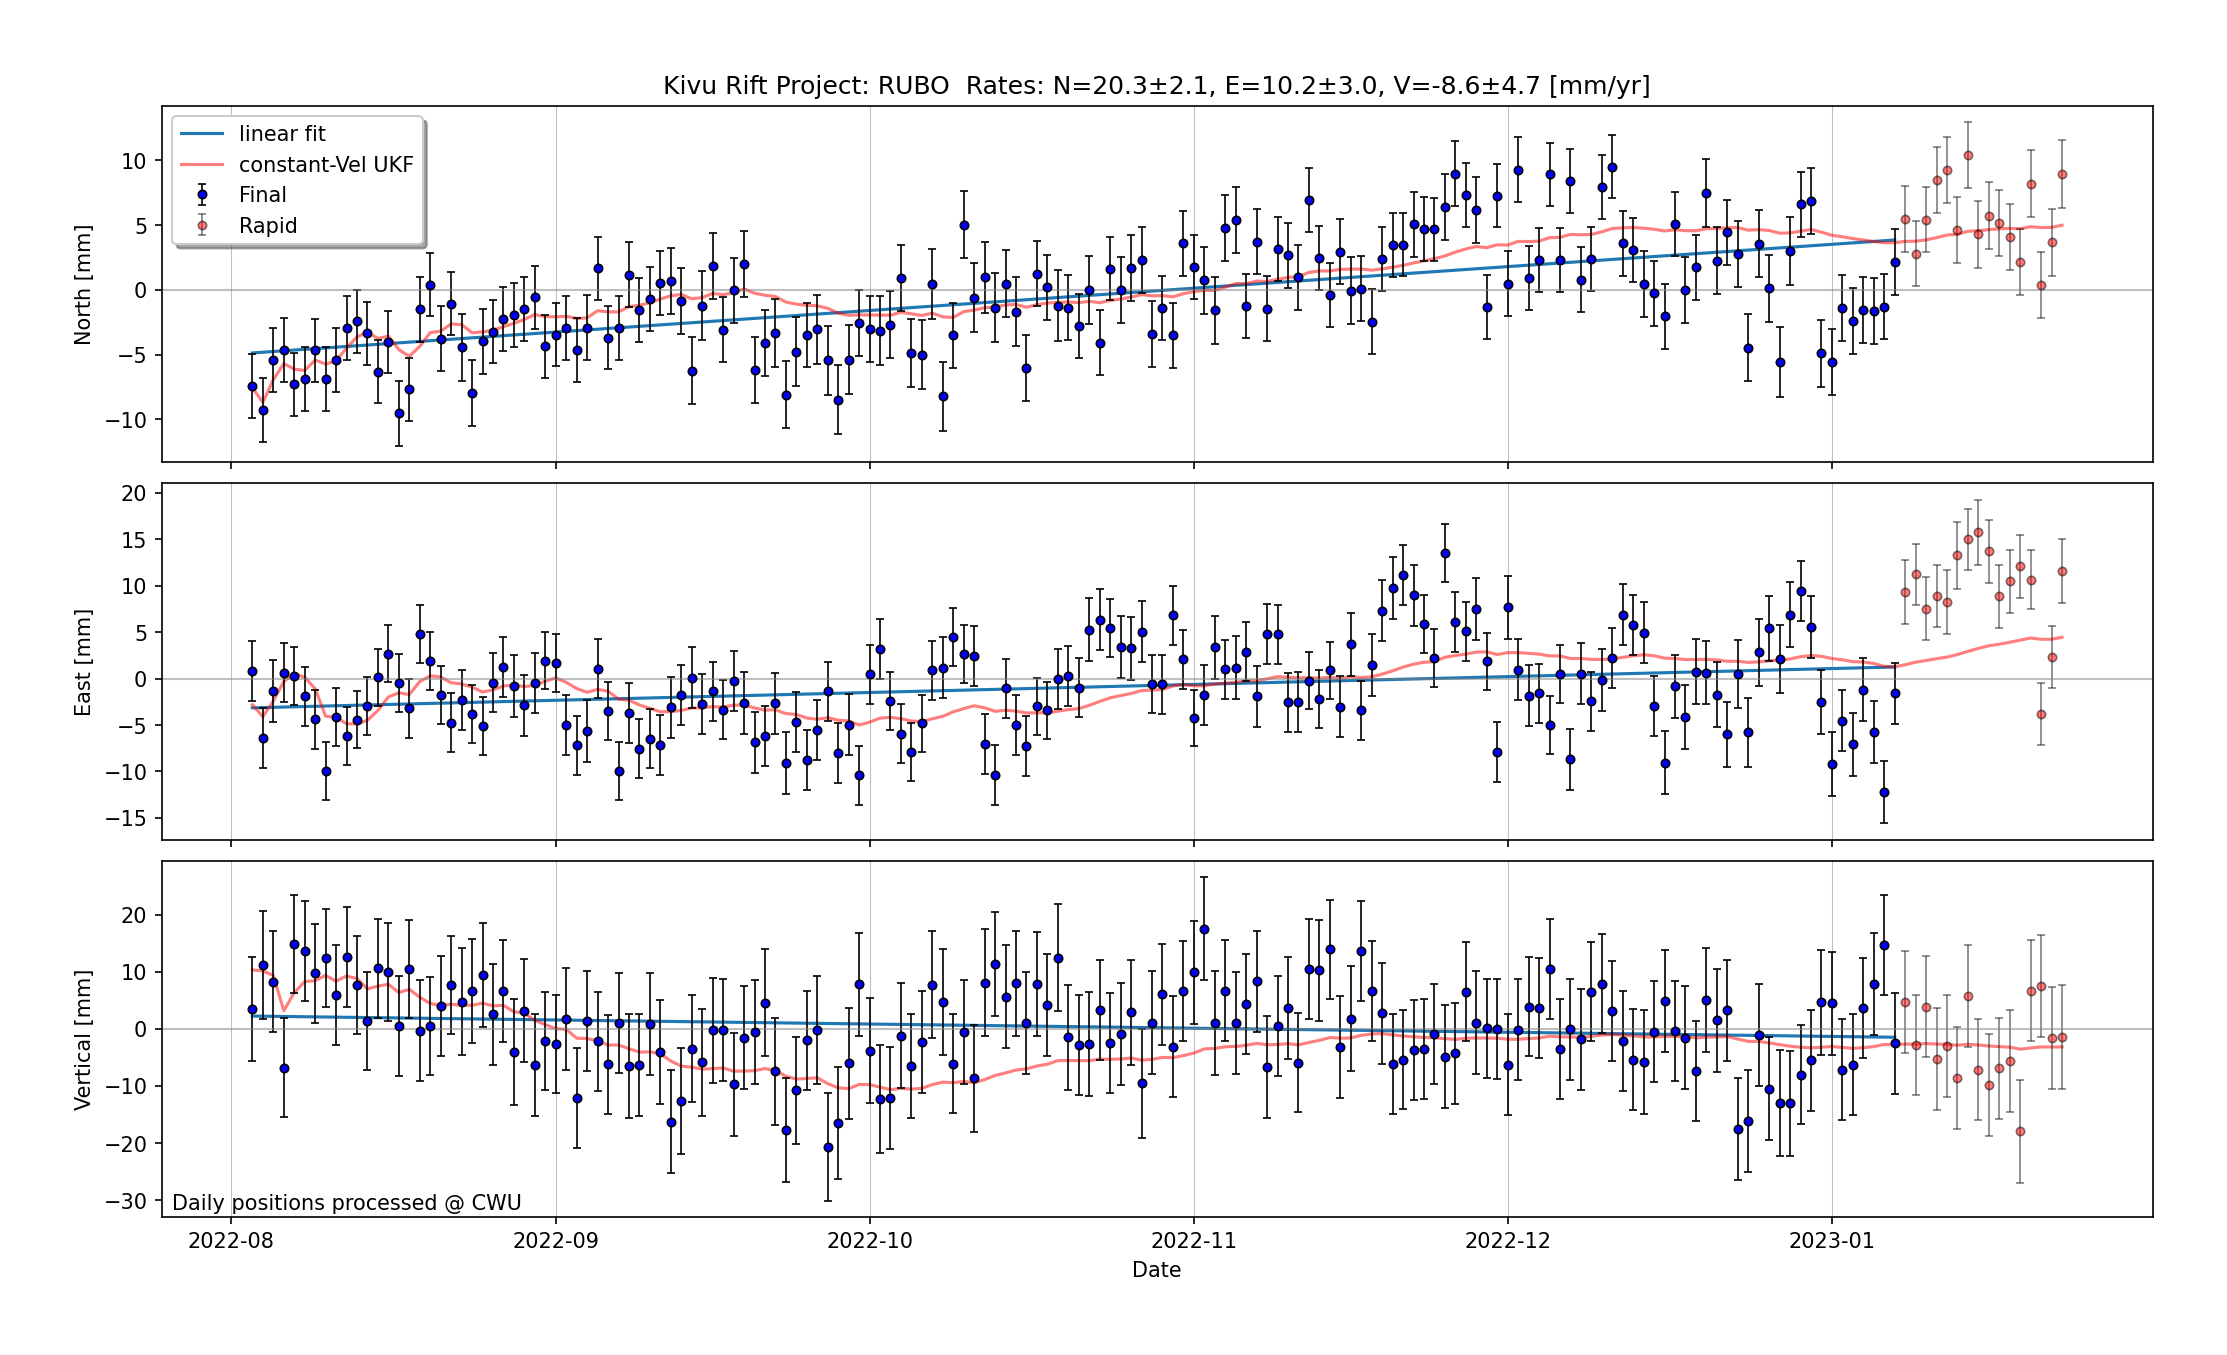 Kivu Rift Project: RUBO  Rates: N=20.3±2.1, E=10.2±3.0, V=-8.6±4.7 [mm/yr]
linear fit
constant-Vel UKF
Final
Rapid
North [mm]
10
5
0
−5
−10
East [mm]
20
15
10
5
0
−5
−10
−15
Vertical [mm]
20
10
0
−10
−20
−30
Daily positions processed @ CWU
2022-08 2022-09 2022-10 2022-11 2022-12 2023-01
Date